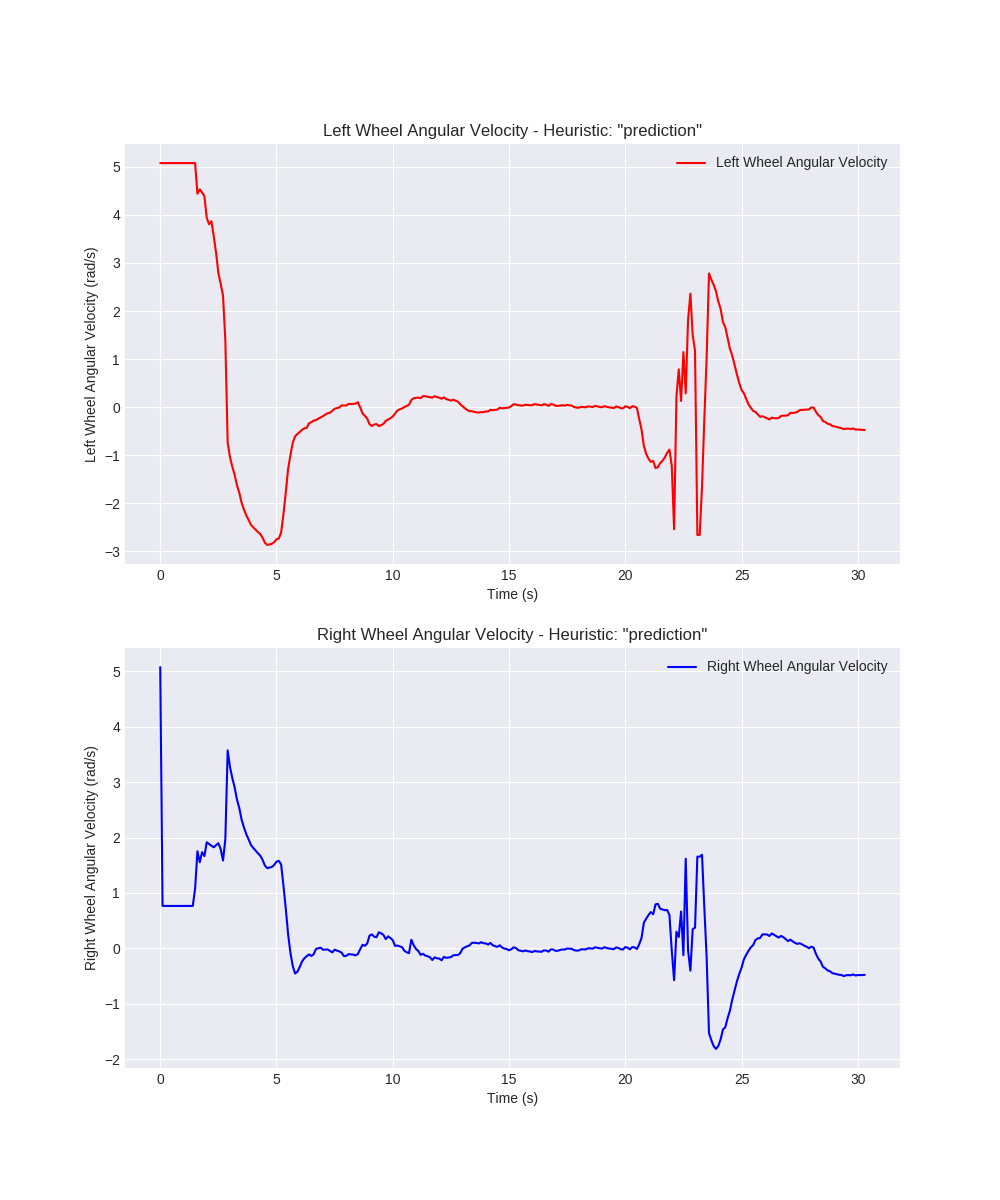 Left Wheel Angular Velocity - Heuristic: "prediction"
Left Wheel Angular Velocity
Left Wheel Angular Velocity (rad/s)
5
4
3
2
1
0
−1
−2
−3
0 5 10 15 20 25 30
Time (s)
Right Wheel Angular Velocity - Heuristic: "prediction"
Right Wheel Angular Velocity
Right Wheel Angular Velocity (rad/s)
5
4
3
2
1
0
−1
−2
0 5 10 15 20 25 30
Time (s)